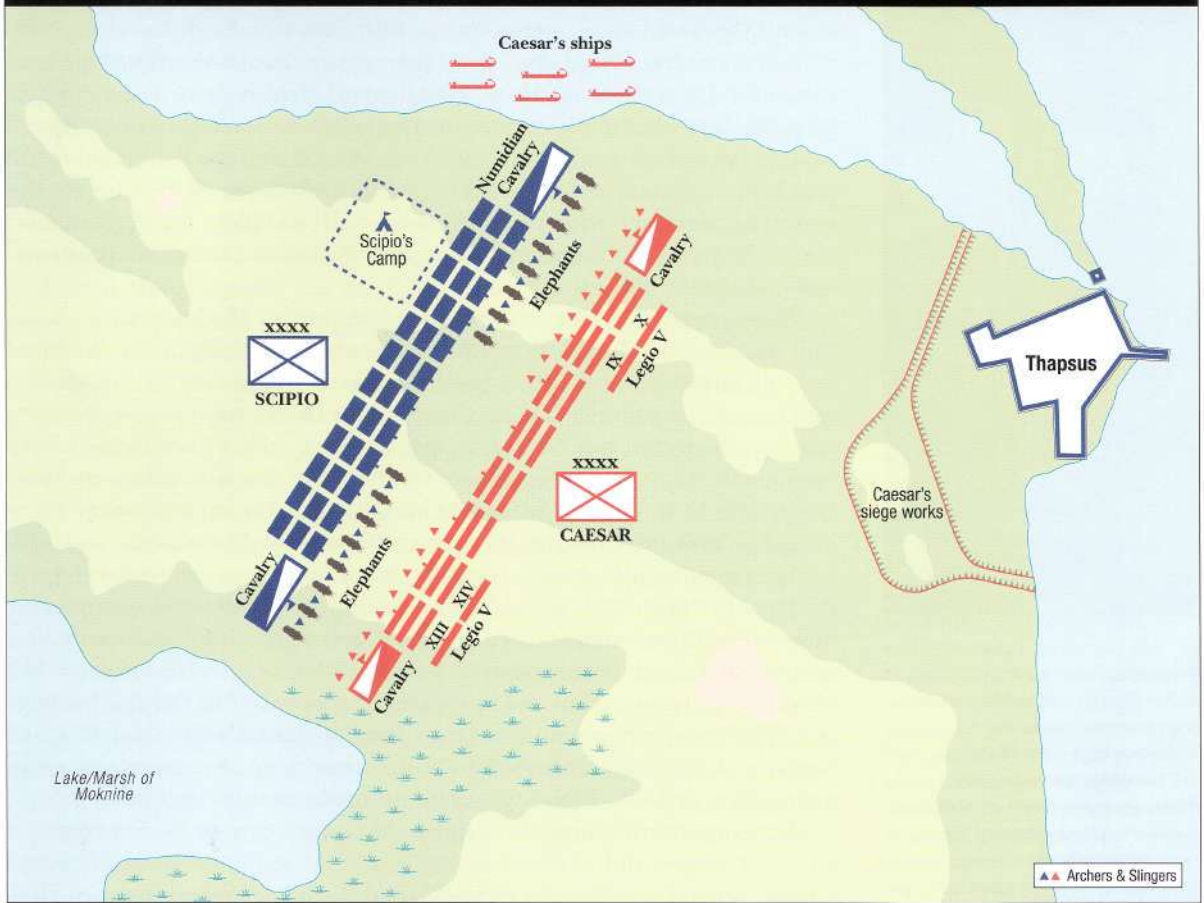 Caesar's ships
Numidian
Cavalry
Scipio's
Camp
Elephants
Cavalry
X
IX
Legio V
XXXX
SCIPIO
Thapsus
XXXX
CAESAR
Caesar's
siege works
Cavalry
Elephants
XIV
XIII
Legio V
Cavalry
Lake/Marsh of
Moknine
Archers & Slingers